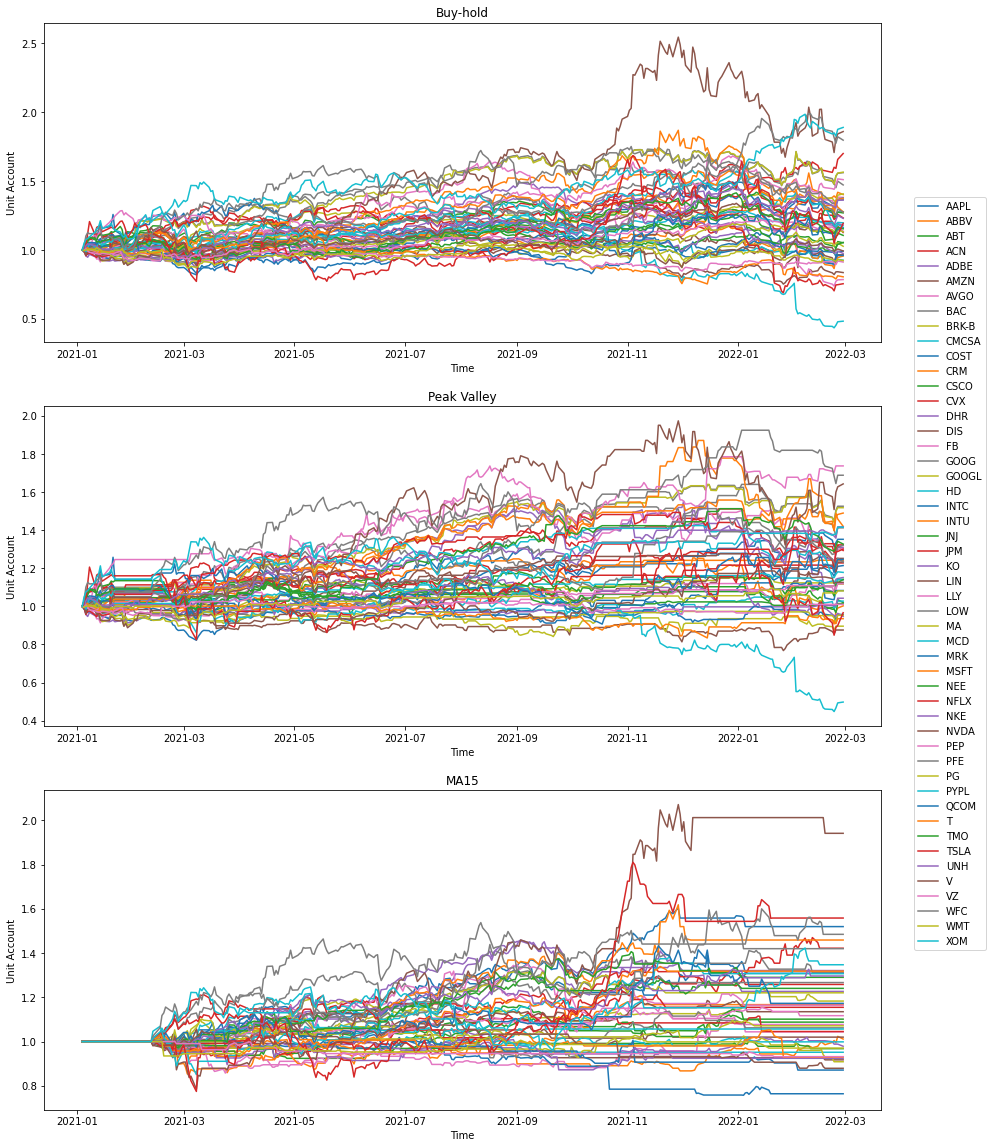 Buy-hold
2.5
2.0
1.5
1.0
0.5
Unit Account
2021-01 2021-03 2021-05 2021-07 2021-09 2021-11 2022-01 2022-03
Time
Peak Valley
2.0
1.8
1.6
1.4
1.2
1.0
0.8
0.6
0.4
Unit Account
2021-01 2021-03 2021-05 2021-07 2021-09 2021-11 2022-01 2022-03
Time
MA15
2.0
1.8
1.6
1.4
1.2
1.0
0.8
Unit Account
2021-01 2021-03 2021-05 2021-07 2021-09 2021-11 2022-01 2022-03
Time
AAPL
ABBV
ABT
ACN
ADBE
AMZN
AVGO
BAC
BRK-B
CMCSA
COST
CRM
CSCO
CVX
DHR
DIS
FB
GOOG
GOOGL
HD
INTC
INTU
JNJ
JPM
KO
LIN
LLY
LOW
MA
MCD
MRK
MSFT
NEE
NFLX
NKE
NVDA
PEP
PFE
PG
PYPL
QCOM
T
TMO
TSLA
UNH
V
VZ
WFC
WMT
XOM